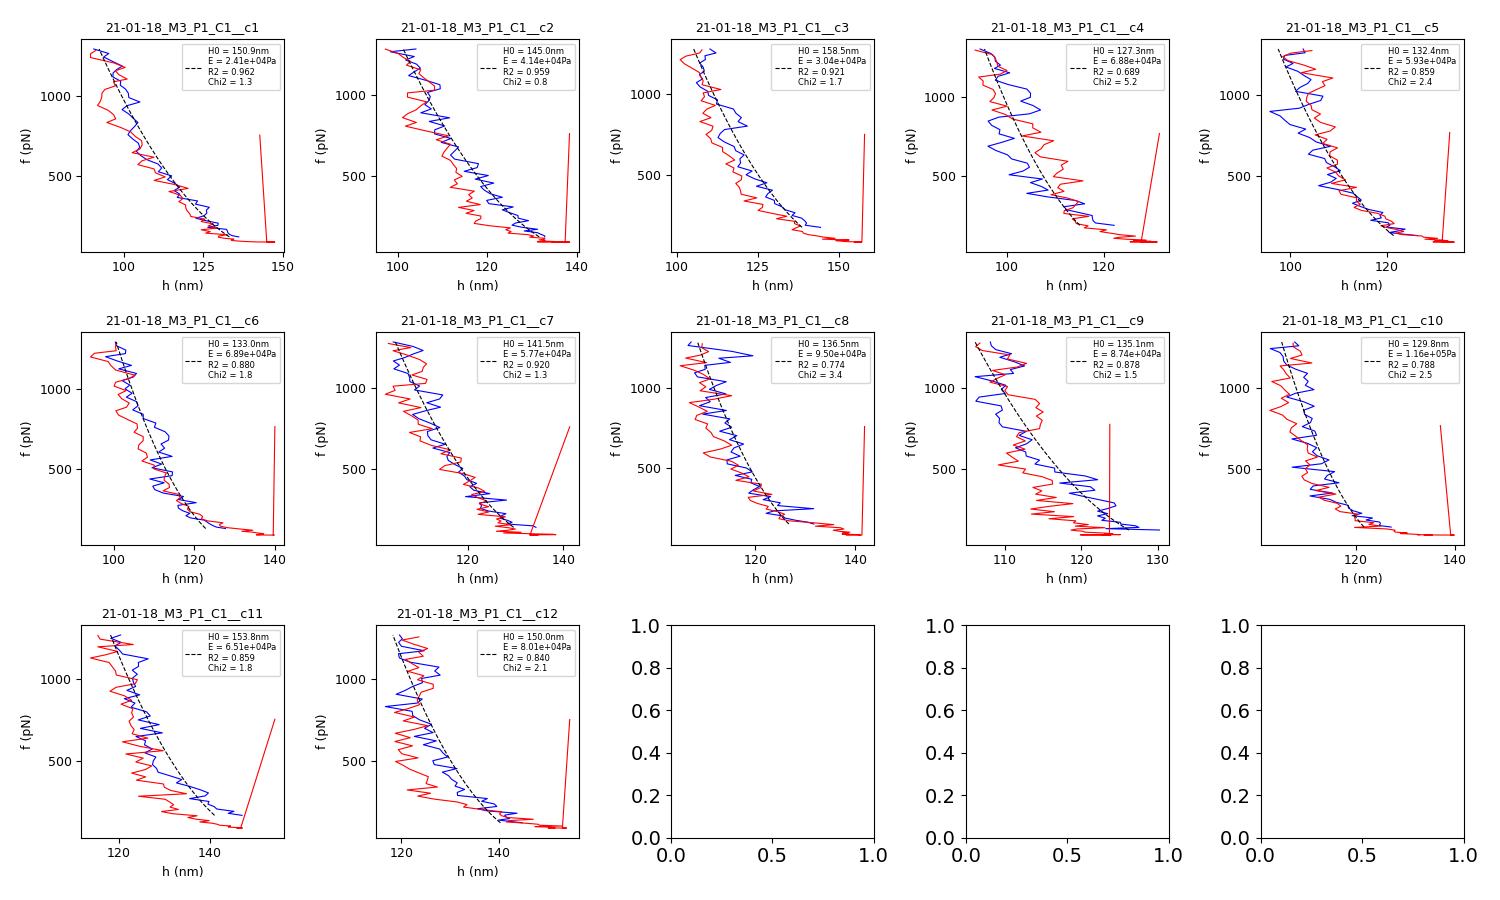 21-01-18_M3_P1_C1__c1
f (pN)
1000
500
H0 = 150.9nm
E = 2.41e+04Pa
R2 = 0.962
Chi2 = 1.3
100 125 150
h (nm)
21-01-18_M3_P1_C1__c2
f (pN)
1000
500
H0 = 145.0nm
E = 4.14e+04Pa
R2 = 0.959
Chi2 = 0.8
100 120 140
h (nm)
21-01-18_M3_P1_C1__c3
f (pN)
1000
500
H0 = 158.5nm
E = 3.04e+04Pa
R2 = 0.921
Chi2 = 1.7
100 125 150
h (nm)
21-01-18_M3_P1_C1__c4
f (pN)
1000
500
H0 = 127.3nm
E = 6.88e+04Pa
R2 = 0.689
Chi2 = 5.2
100 120
h (nm)
21-01-18_M3_P1_C1__c5
f (pN)
1000
500
H0 = 132.4nm
E = 5.93e+04Pa
R2 = 0.859
Chi2 = 2.4
100 120
h (nm)
21-01-18_M3_P1_C1__c6
f (pN)
1000
500
H0 = 133.0nm
E = 6.89e+04Pa
R2 = 0.880
Chi2 = 1.8
100 120 140
h (nm)
21-01-18_M3_P1_C1__c7
f (pN)
1000
500
H0 = 141.5nm
E = 5.77e+04Pa
R2 = 0.920
Chi2 = 1.3
120 140
h (nm)
21-01-18_M3_P1_C1__c8
f (pN)
1000
500
H0 = 136.5nm
E = 9.50e+04Pa
R2 = 0.774
Chi2 = 3.4
120 140
h (nm)
21-01-18_M3_P1_C1__c9
f (pN)
1000
500
H0 = 135.1nm
E = 8.74e+04Pa
R2 = 0.878
Chi2 = 1.5
110 120 130
h (nm)
21-01-18_M3_P1_C1__c10
f (pN)
1000
500
H0 = 129.8nm
E = 1.16e+05Pa
R2 = 0.788
Chi2 = 2.5
120 140
h (nm)
21-01-18_M3_P1_C1__c11
f (pN)
1000
500
H0 = 153.8nm
E = 6.51e+04Pa
R2 = 0.859
Chi2 = 1.8
120 140
h (nm)
21-01-18_M3_P1_C1__c12
f (pN)
1000
500
H0 = 150.0nm
E = 8.01e+04Pa
R2 = 0.840
Chi2 = 2.1
120 140
h (nm)
1.0
0.8
0.6
0.4
0.2
0.0
0.0 0.5 1.0
1.0
0.8
0.6
0.4
0.2
0.0
0.0 0.5 1.0
1.0
0.8
0.6
0.4
0.2
0.0
0.0 0.5 1.0